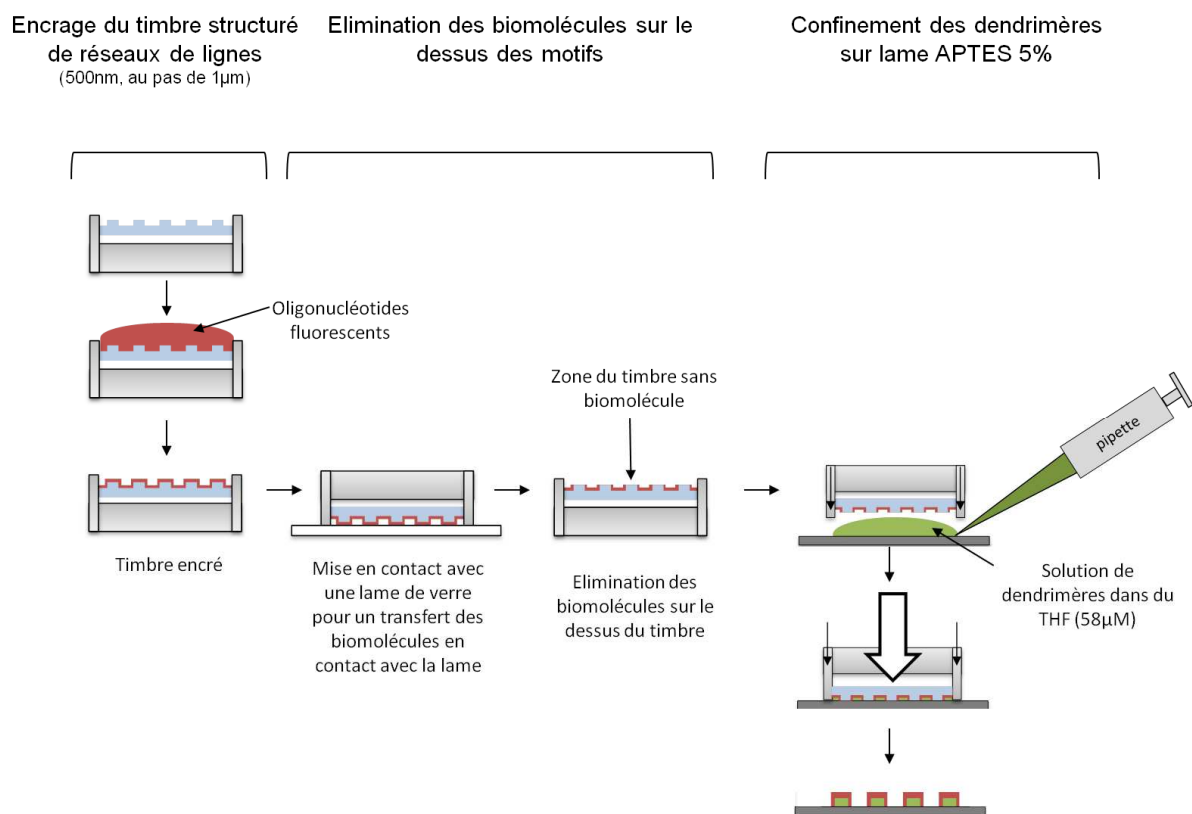 Encrage du timbre structuré
de réseaux de lignes
(500nm, au pas de 1µm)
Elimination des biomolécules sur le
dessus des motifs
Confinement des dendrimères
sur lame APTES 5%
Oligonucléotides
fluorescents
Zone du timbre sans
biomolécule
pipette
Timbre encré
Mise en contact avec
une lame de verre
pour un transfert des
biomolécules en
contact avec la lame
Elimination des
biomolécules sur le
dessus du timbre
Solution de
dendrimères dans du
THF (58µM)